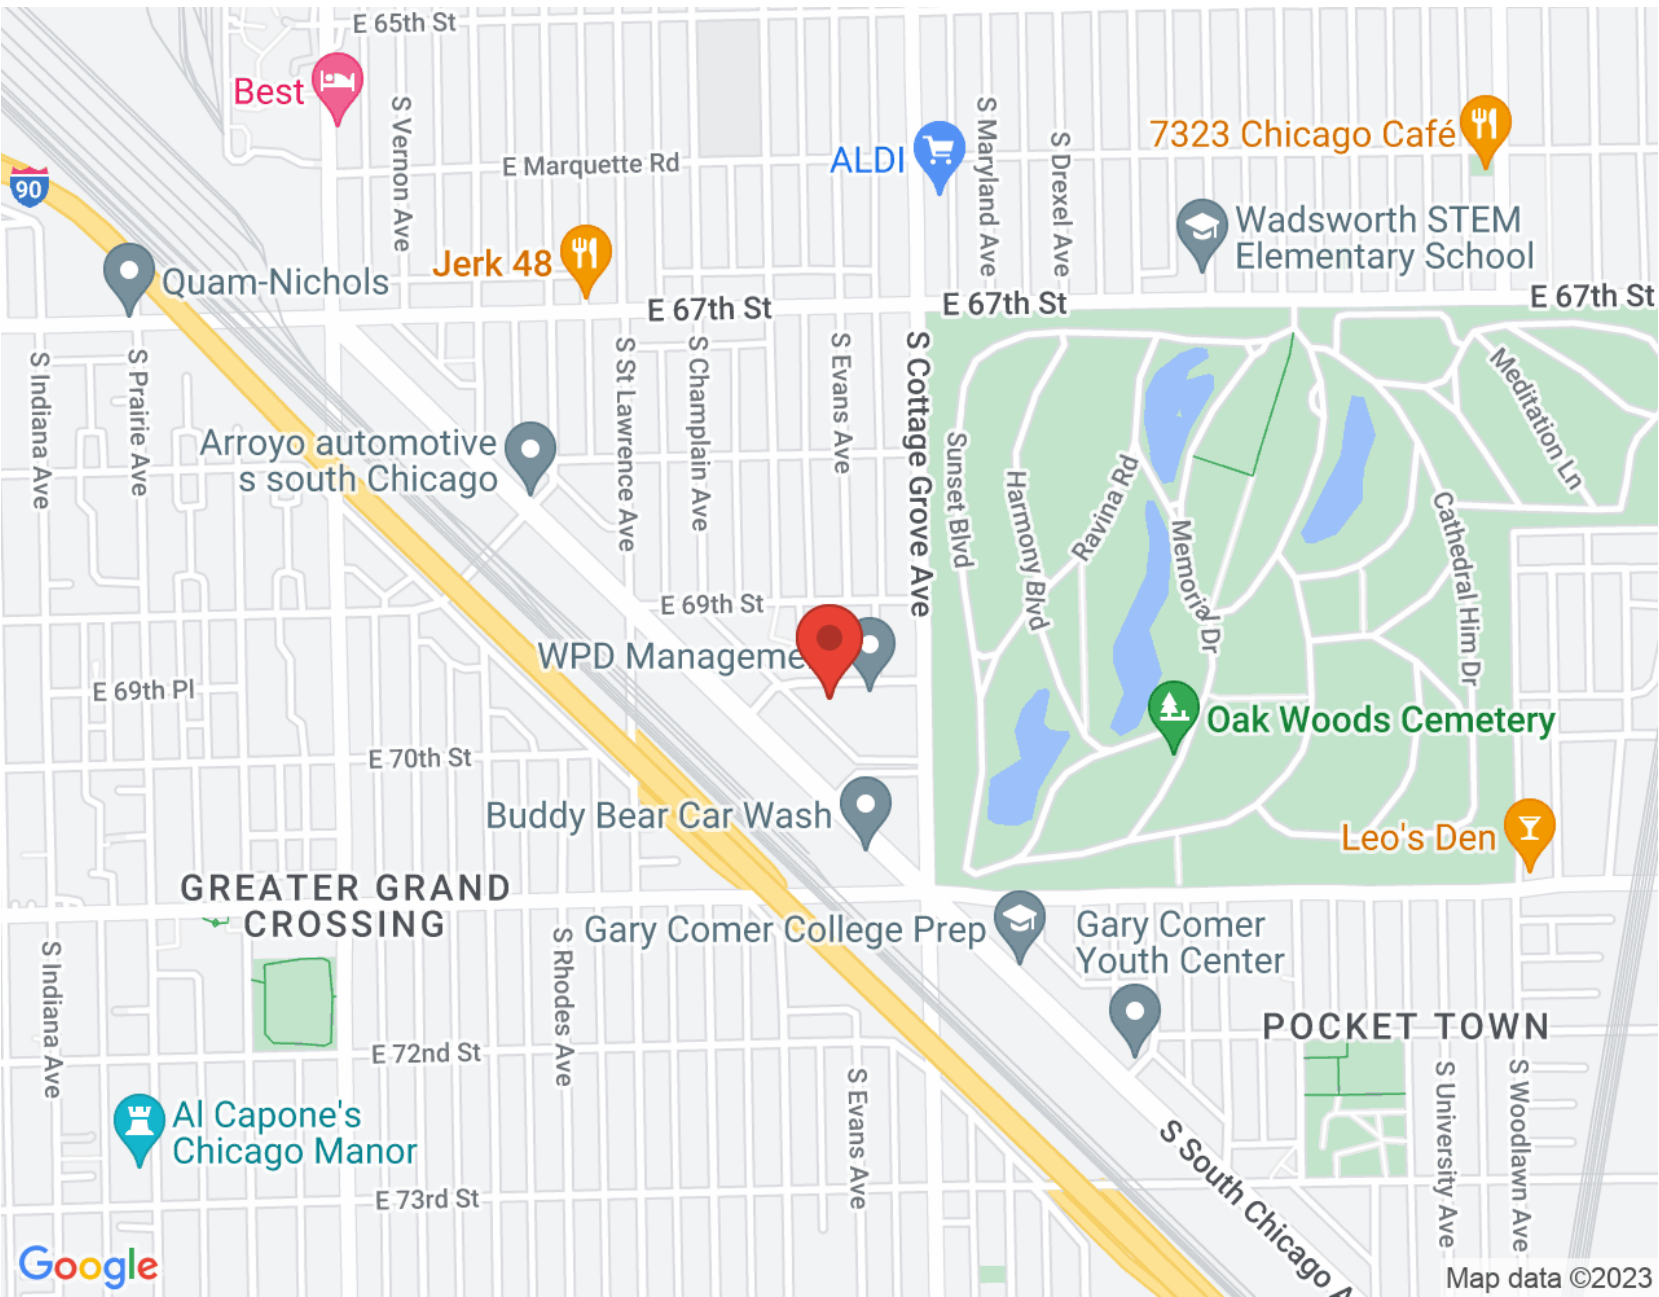 E 65th St
Best
S Vernon Ave
S Maryland Ave
S Drexel Ave
7323 Chicago Café
E Marquette Rd
ALDI
90
Wadsworth STEM
Elementary School
Jerk 48
Quam-Nichols
E 67th St
E 67th St
E 67th St
S Indiana Ave
S Prairie Ave
S St Lawrence Ave
S Champlain Ave
S Evans Ave
S Cottage Grove Ave
Meditation Ln
Arroyo automotive
s south Chicago
Sunset Blvd
Harmony Blvd
Ravina Rd
Memorial Dr
Cathedral Him Dr
E 69th St
WPD Manageme
E 69th Pl
Oak Woods Cemetery
E 70th St
Buddy Bear Car Wash
Leo's Den
GREATER GRAND
CROSSING
Gary Comer College Prep
Gary Comer
Youth Center
S Indiana Ave
S Rhodes Ave
POCKET TOWN
E 72nd St
S Evans Ave
S University Ave
S Woodlawn Ave
Al Capone's
Chicago Manor
S South Chicago A
E 73rd St
Google
Map data ©2023